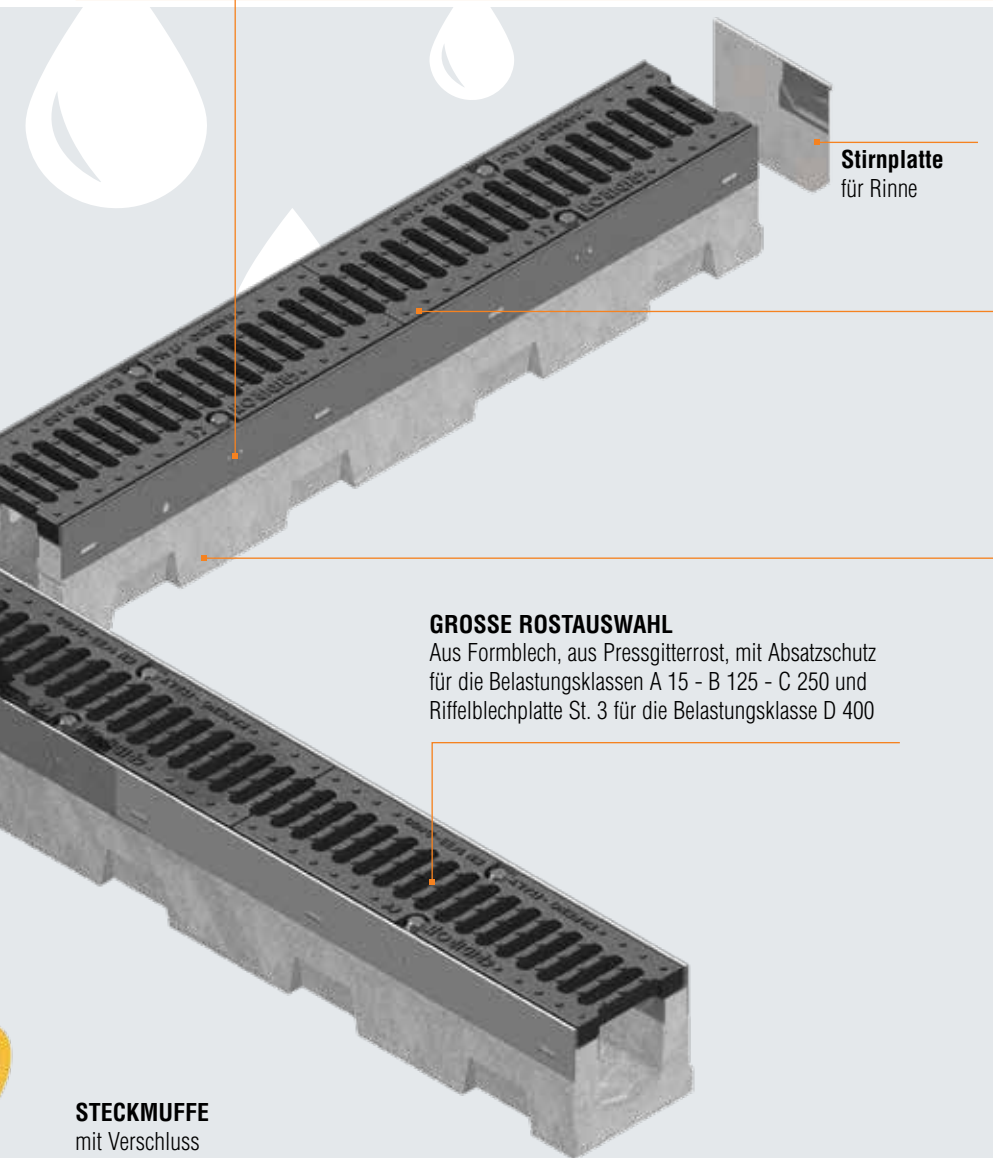 Stirnplatte
für Rinne
GROSSE ROSTAUSWAHL
Aus Formblech, aus Pressgitterrost, mit Absatzschutz
für die Belastungsklassen A 15 - B 125 - C 250 und
Riffelblechplatte St. 3 für die Belastungsklasse D 400
STECKMUFFE
mit Verschluss